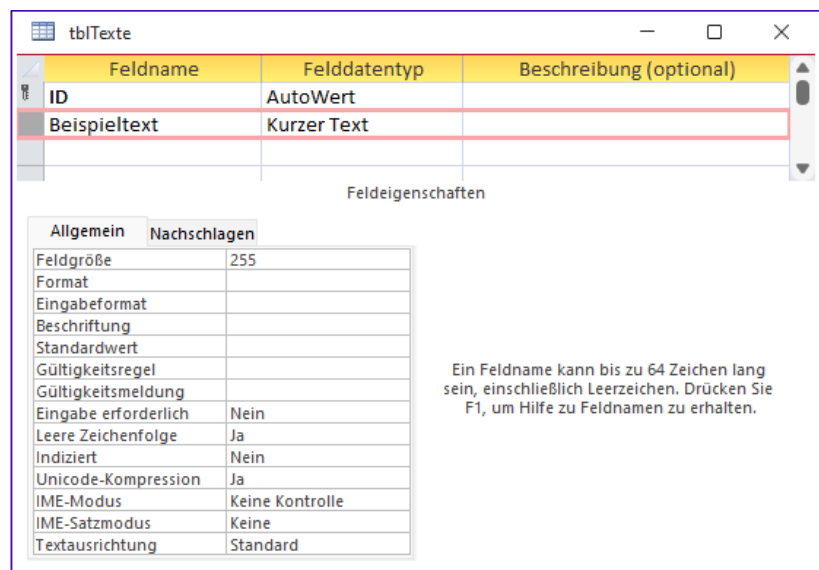 tblTexte
Feldname Felddatentyp Beschreibung (optional)
ID AutoWert
Beispieltext Kurzer Text
Feldeigenschaften
Allgemein Nachschlagen
Feldgröße 255
Format
Eingabeformat
Beschriftung
Standardwert
Gültigkeitsregel
Gültigkeitsmeldung
Eingabe erforderlich Nein
Leere Zeichenfolge Ja
Indiziert Nein
Unicode-Kompression Ja
IME-Modus Keine Kontrolle
IME-Satzmodus Keine
Textausrichtung Standard
Ein Feldname kann bis zu 64 Zeichen lang
sein, einschließlich Leerzeichen. Drücken Sie
F1, um Hilfe zu Feldnamen zu erhalten.